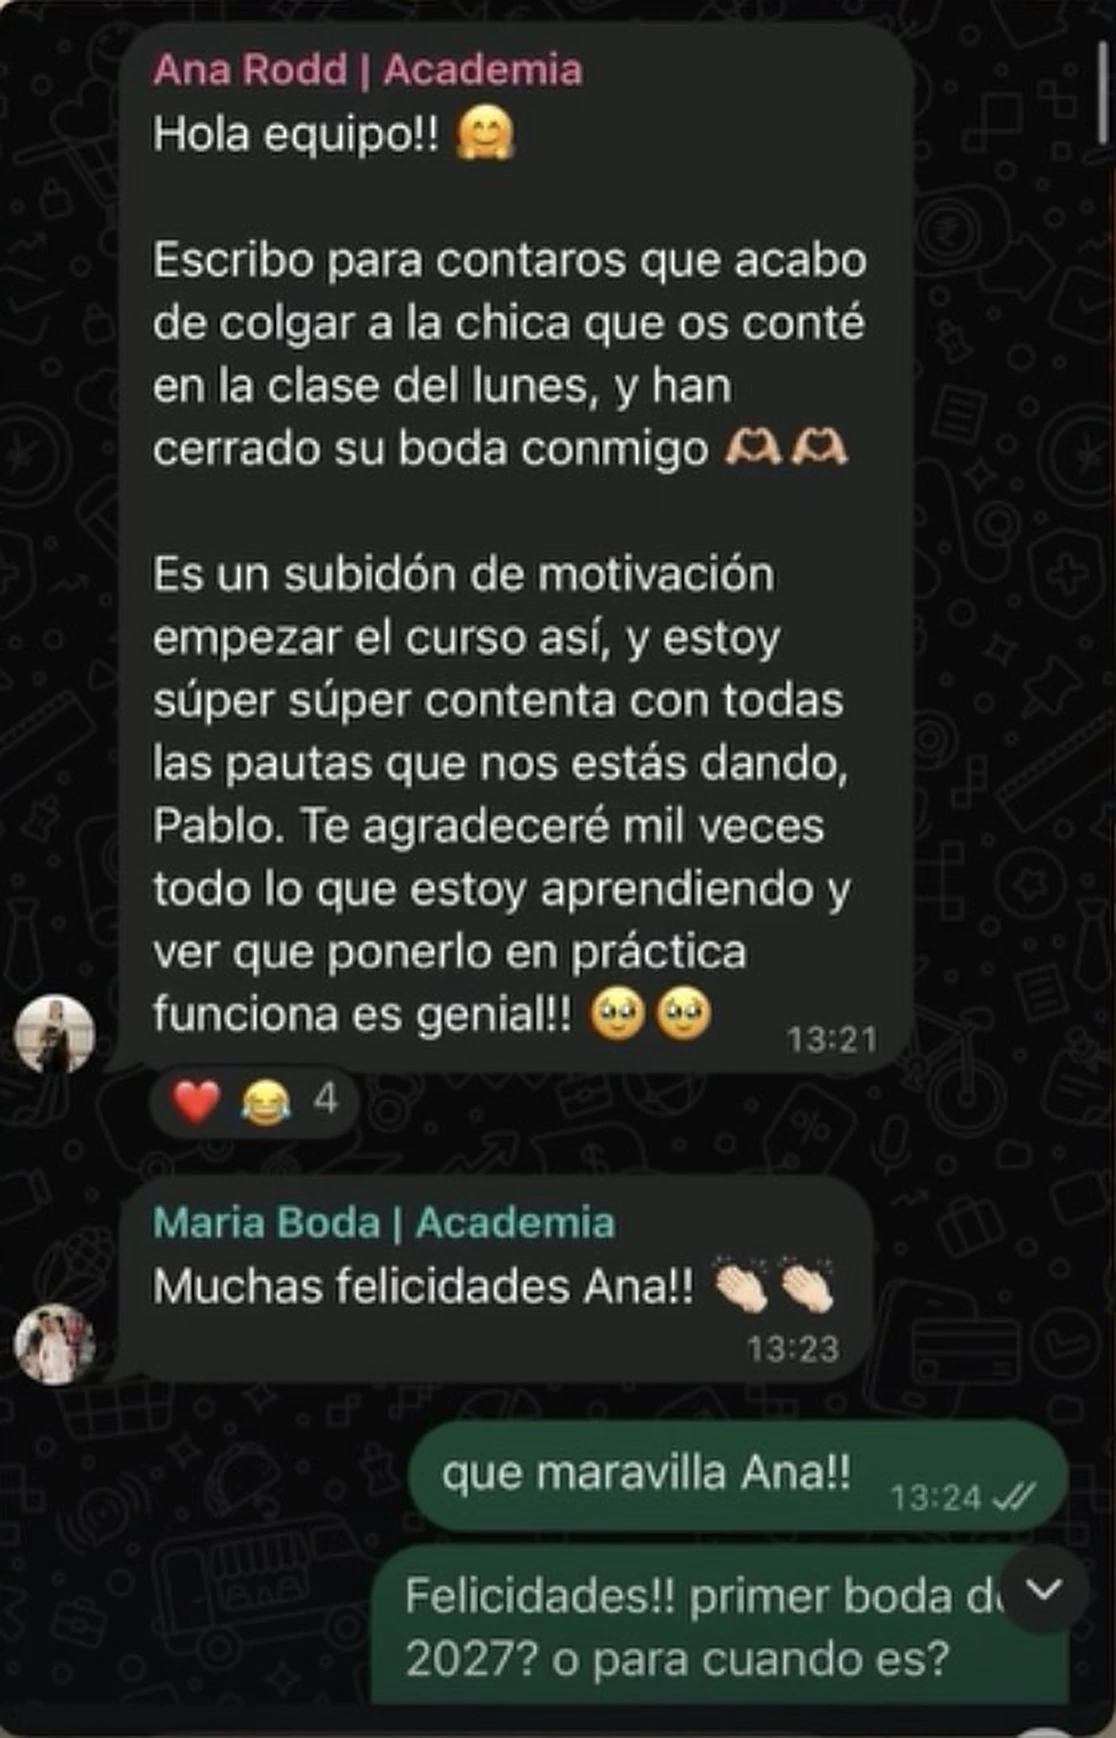 Ana Rodd | Academia
Hola equipo!! 🤗
Escribo para contaros que acabo
de colgar a la chica que os conté
en la clase del lunes, y han
cerrado su boda conmigo 🫶🏼🫶🏼
Es un subidón de motivación
empezar el curso así, y estoy
súper súper contenta con todas
las pautas que nos estás dando,
Pablo. Te agradeceré mil veces
todo lo que estoy aprendiendo y
ver que ponerlo en práctica
funciona es genial!! 🥹🥹
13:21
❤️ 😂 4
Maria Boda | Academia
Muchas felicidades Ana!! 👏🏻👏🏻
13:23
que maravilla Ana!!
13:24
Felicidades!! primer boda
2027? o para cuando es?